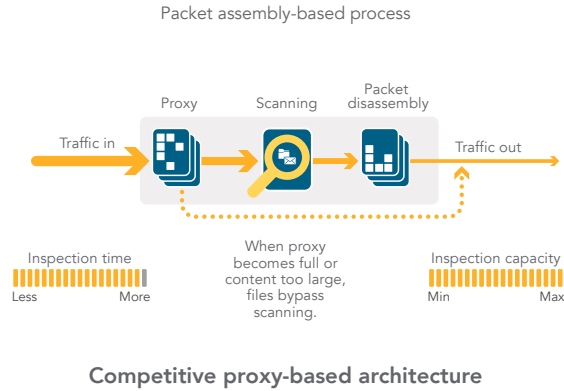 Packet assembly-based process
Proxy
Scanning
Packet
disassembly
Traffic in
Traffic out
When proxy
becomes full or
content too large,
files bypass
scanning.
Inspection time
Less
More
Inspection capacity
Min
Max
Competitive proxy-based architecture